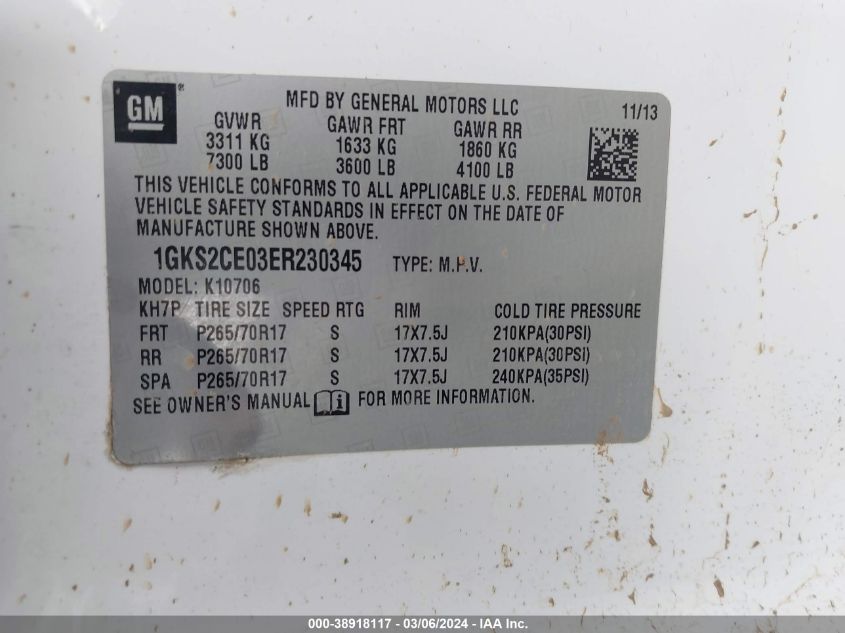 GM
MFD BY GENERAL MOTORS LLC
11/13
GVWR GAWR FRT GAWR RR
3311 KG 1633 KG 1860 KG
7300 LB 3600 LB 4100 LB
THIS VEHICLE CONFORMS TO ALL APPLICABLE U.S. FEDERAL MOTOR
VEHICLE SAFETY STANDARDS IN EFFECT ON THE DATE OF
MANUFACTURE SHOWN ABOVE.
1GKS2CE03ER230345 TYPE: M.P.V.
MODEL: K10706
KH7P TIRE SIZE SPEED RTG RIM COLD TIRE PRESSURE
FRT P265/70R17 S 17X7.5J 210KPA(30PSI)
RR P265/70R17 S 17X7.5J 210KPA(30PSI)
SPA P265/70R17 S 17X7.5J 240KPA(35PSI)
SEE OWNER'S MANUAL FOR MORE INFORMATION.
000-38918117 - 03/06/2024 - IAA Inc.